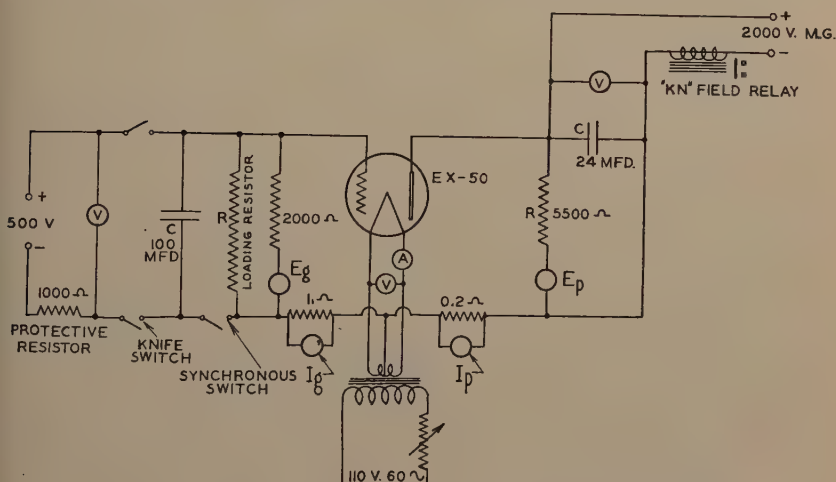 +
2000 V. M.G.
-
"KN" FIELD RELAY
V
C
24 MFD.
EX-50
+
500 V
-
V
C
100
MFD
R
LOADING RESISTOR
2000 Ω
Eg
A
V
R
5500 Ω
Ep
1000 Ω
PROTECTIVE
RESISTOR
KNIFE
SWITCH
SYNCHRONOUS
SWITCH
1 Ω
Ig
0.2 Ω
Ip
110 V. 60 ~